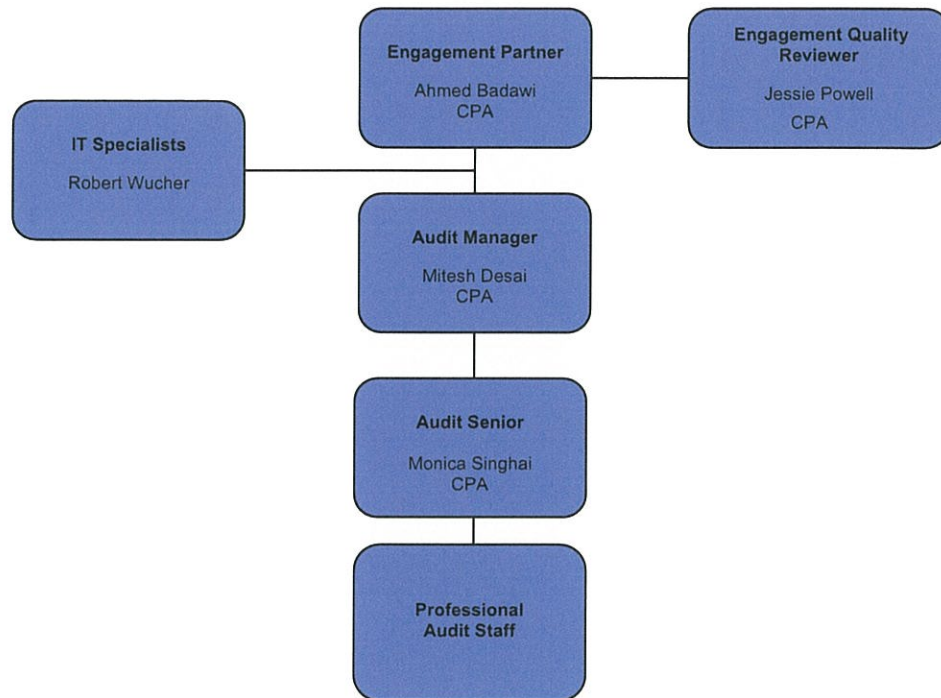 Engagement Partner
Ahmed Badawi
CPA
Engagement Quality
Reviewer
Jessie Powell
CPA
IT Specialists
Robert Wucher
Audit Manager
Mitesh Desai
CPA
Audit Senior
Monica Singhai
CPA
Professional
Audit Staff